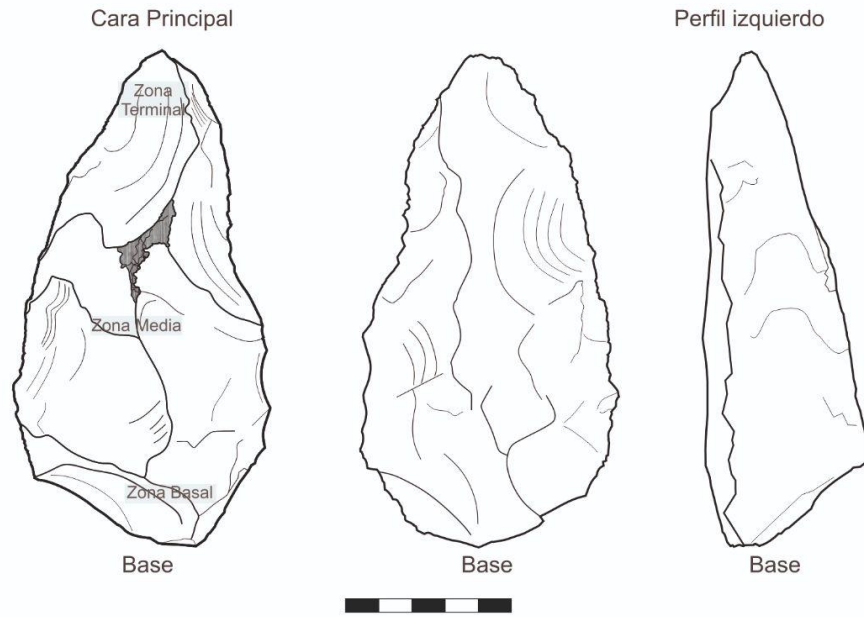 Cara Principal
Perfil izquierdo
Zona
Terminal
Zona Media
Zona Basal
Base
Base
Base